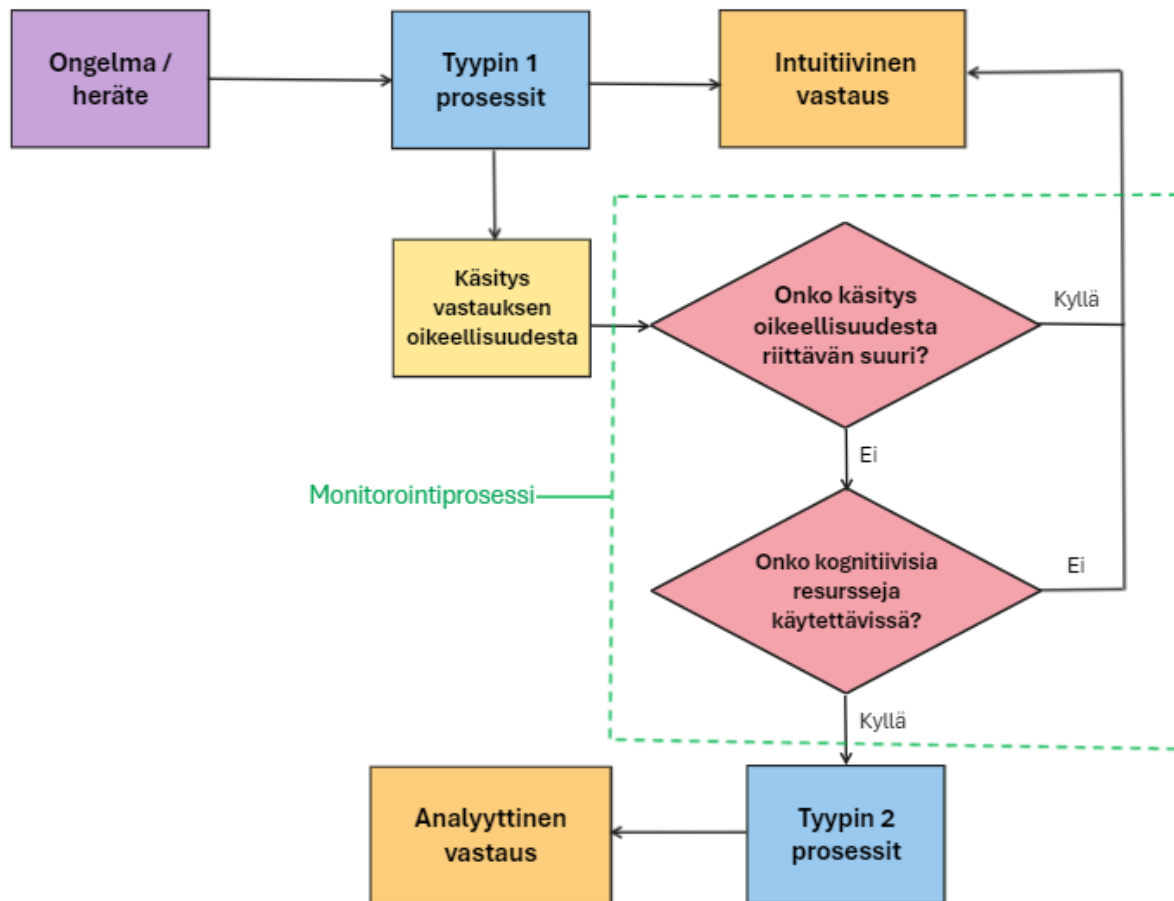 Ongelma /
heräte
Tyypin 1
prosessit
Intuitiivinen
vastaus
Käsitys
vastauksen
oikeellisuudesta
Onko käsitys
oikeellisuudesta
riittävän suuri?
Kyllä
Ei
Monitorointiprosessi
Onko kognitiivisia
resursseja
käytettävissä?
Ei
Kyllä
Analyyttinen
vastaus
Tyypin 2
prosessit